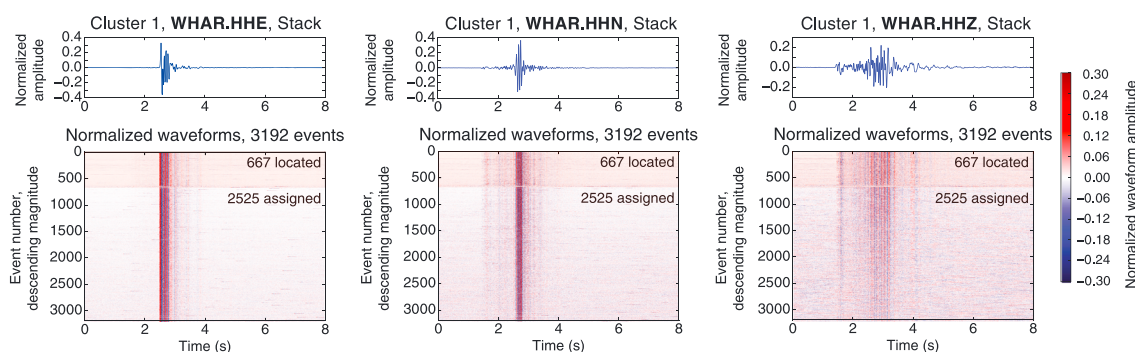 Cluster 1, WHAR.HHE, Stack
Normalized
amplitude
0.4
0.2
0.0
−0.2
−0.4
0 2 4 6 8
Normalized waveforms, 3192 events
Event number,
descending magnitude
0
500
1000
1500
2000
2500
3000
667 located
2525 assigned
0 2 4 6 8
Time (s)
Cluster 1, WHAR.HHN, Stack
Normalized
amplitude
0.4
0.2
0.0
−0.2
−0.4
0 2 4 6 8
Normalized waveforms, 3192 events
Event number,
descending magnitude
0
500
1000
1500
2000
2500
3000
667 located
2525 assigned
0 2 4 6 8
Time (s)
Cluster 1, WHAR.HHZ, Stack
Normalized
amplitude
0.2
0.0
−0.2
0 2 4 6 8
Normalized waveforms, 3192 events
Event number,
descending magnitude
0
500
1000
1500
2000
2500
3000
667 located
2525 assigned
0 2 4 6 8
Time (s)
0.30
0.24
0.18
0.12
0.06
0.00
−0.06
−0.12
−0.18
−0.24
−0.30
Normalized waveform amplitude